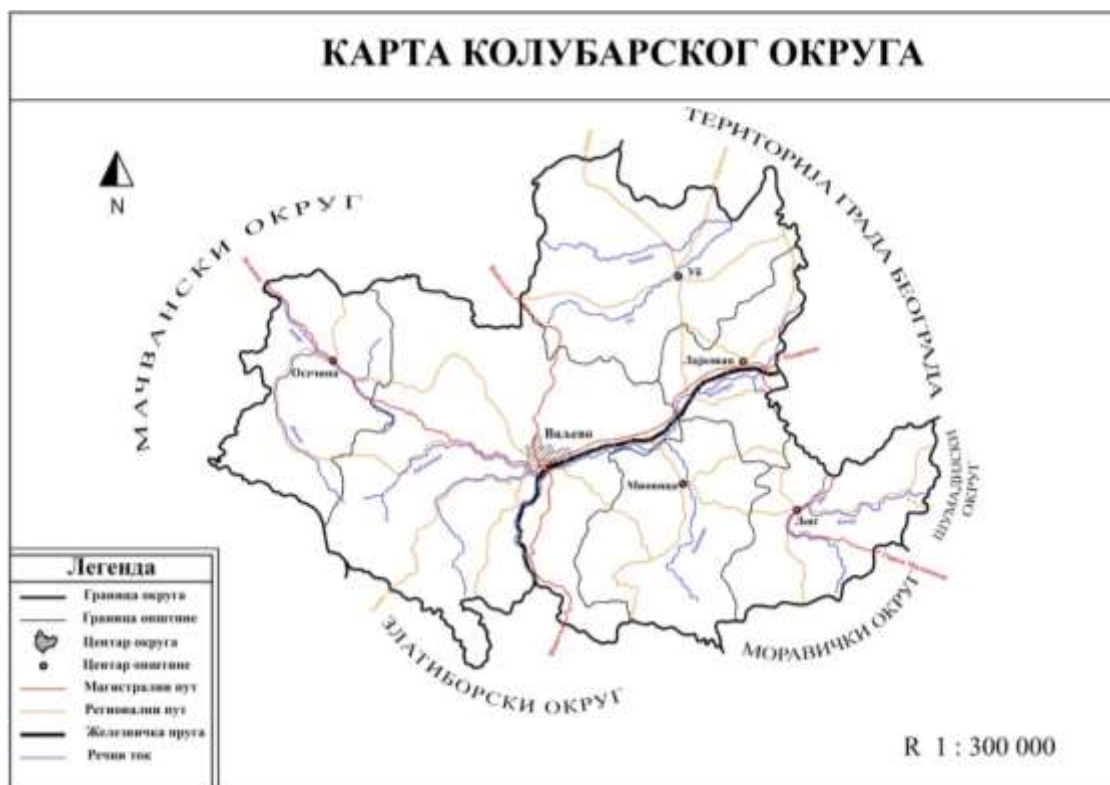 КАРТА КОЛУБАРСКОГ ОКРУГА
ТЕРИТОРИЈА ГРАДА БЕОГРАДА
МАЧВАНСКИ ОКРУГ
N
Уб
Лајковац
Осечина
Ваљево
Мионица
Љиг
ШУМАДИЈСКИ
ОКРУГ
МОРАВИЧКИ ОКРУГ
ЗЛАТИБОРСКИ ОКРУГ
Легенда
Граница округа
Граница општине
Центар округа
Центар општине
Магистрални пут
Регионални пут
Железничка пруга
Речни ток
R 1 : 300 000